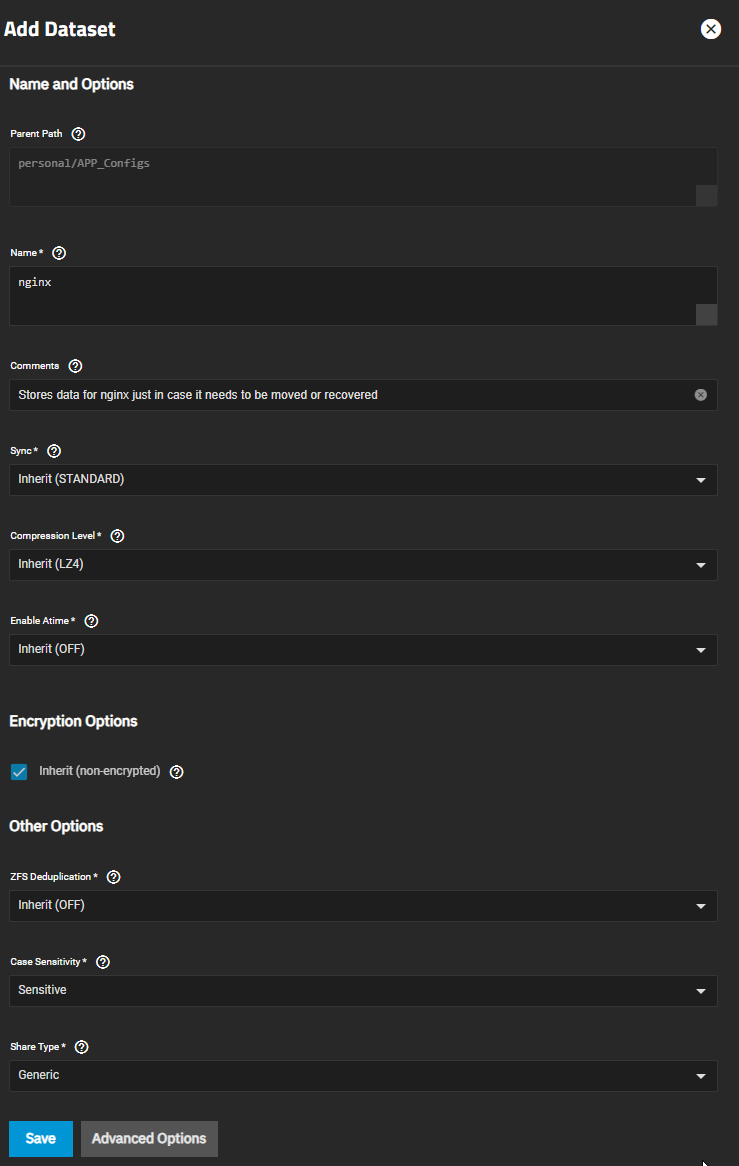 Add Dataset
Name and Options
Parent Path
personal/APP_Configs
Name *
nginx
Comments
Stores data for nginx just in case it needs to be moved or recovered
Sync *
Inherit (STANDARD)
Compression Level *
Inherit (LZ4)
Enable Atime *
Inherit (OFF)
Encryption Options
Inherit (non-encrypted)
Other Options
ZFS Deduplication *
Inherit (OFF)
Case Sensitivity *
Sensitive
Share Type *
Generic
Save Advanced Options